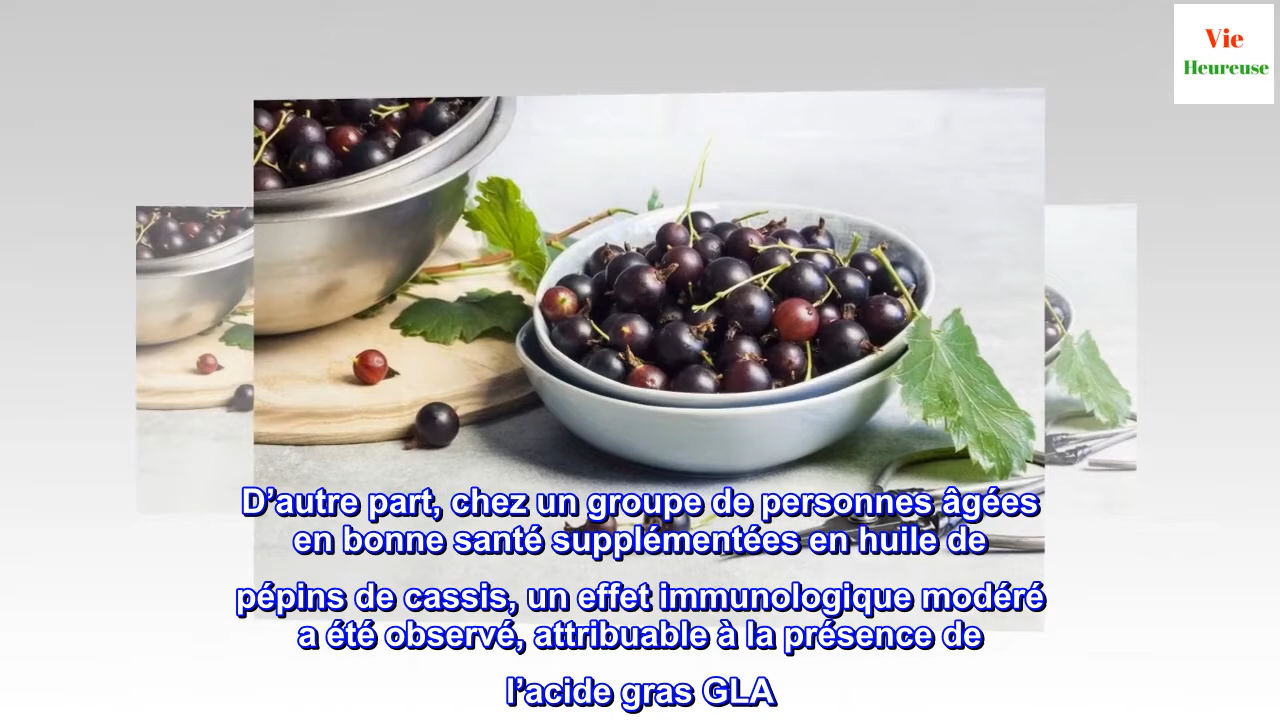 Vie
Heureuse
D’autre part, chez un groupe de personnes âgées
en bonne santé supplémentées en huile de
pépins de cassis, un effet immunologique modéré
a été observé, attribuable à la présence de
l’acide gras GLA